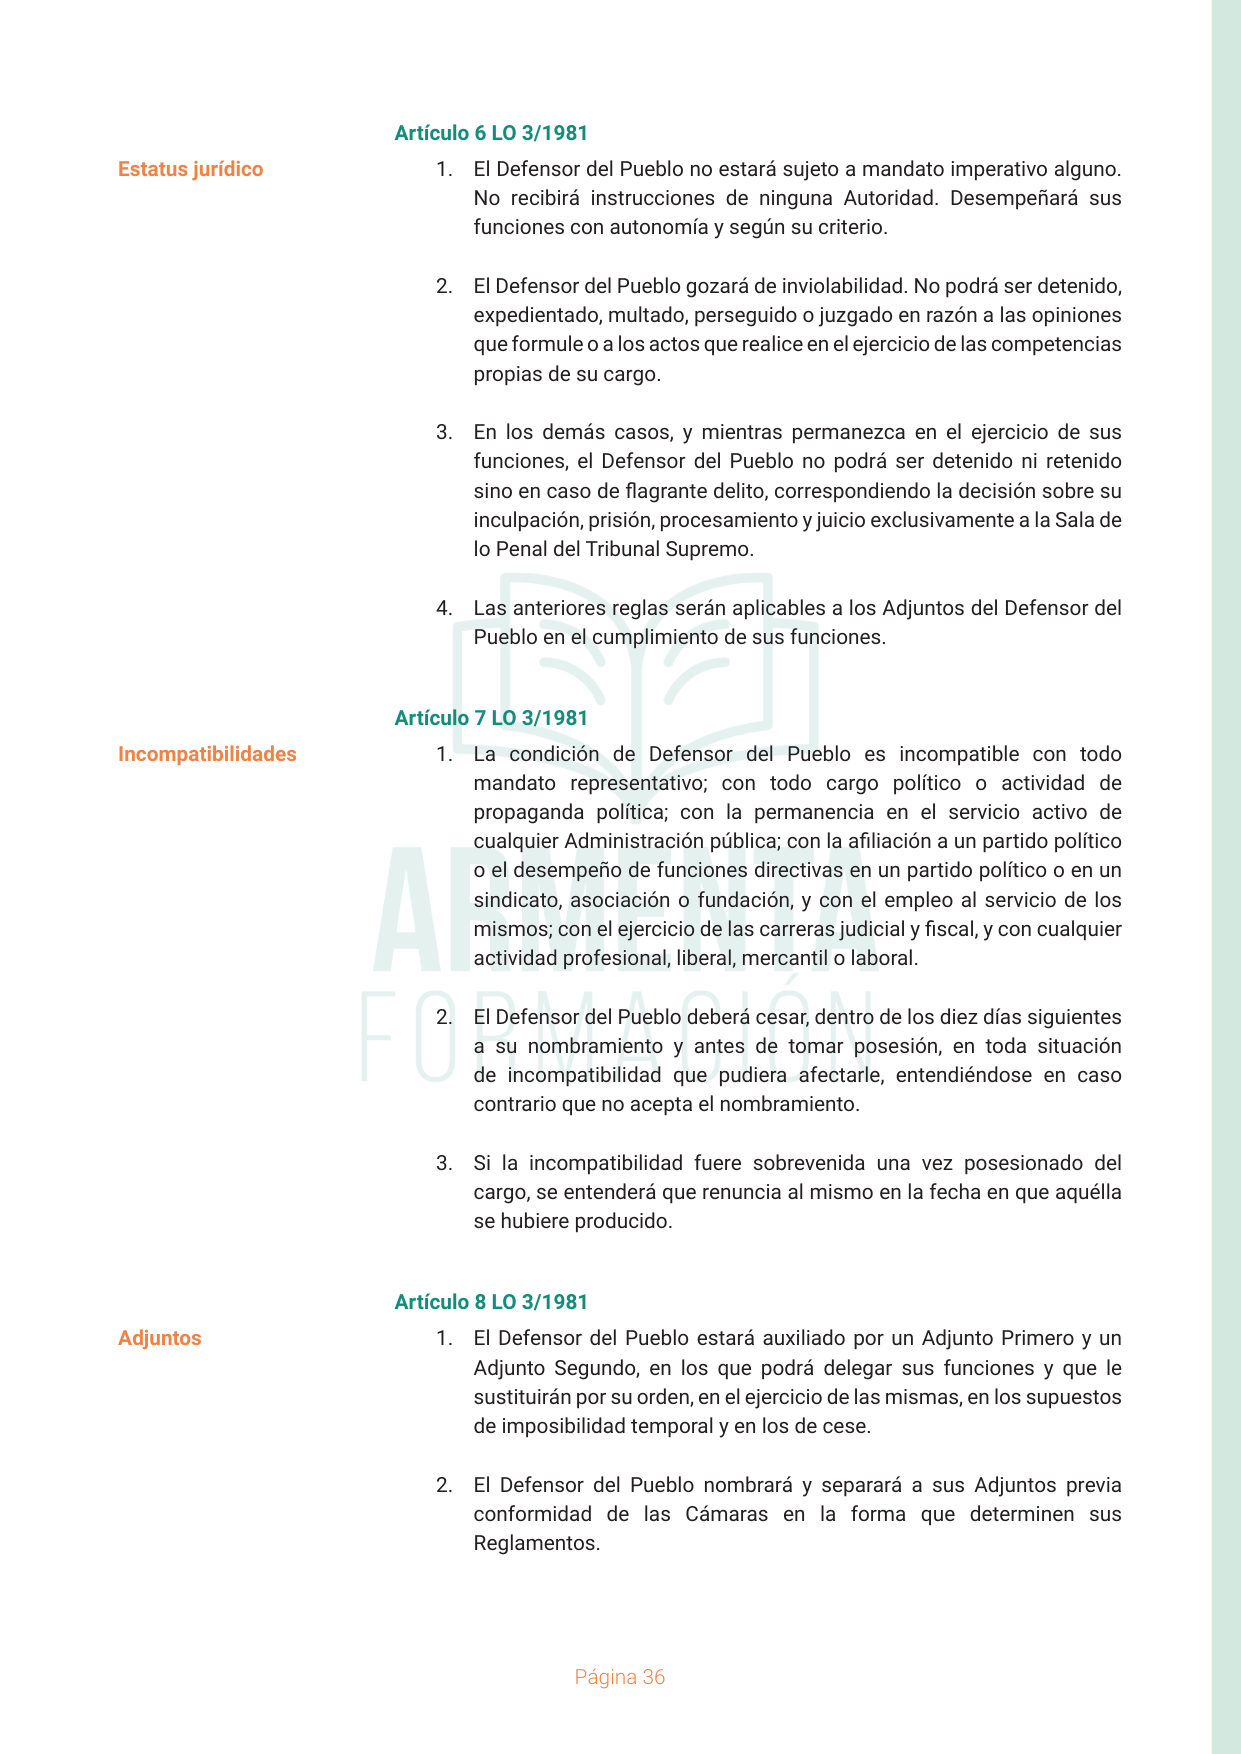 Artículo 6 LO 3/1981
Estatus jurídico
1. El Defensor del Pueblo no estará sujeto a mandato imperativo alguno.
No recibirá instrucciones de ninguna Autoridad. Desempeñará sus
funciones con autonomía y según su criterio.
2. El Defensor del Pueblo gozará de inviolabilidad. No podrá ser detenido,
expedientado, multado, perseguido o juzgado en razón a las opiniones
que formule o a los actos que realice en el ejercicio de las competencias
propias de su cargo.
3. En los demás casos, y mientras permanezca en el ejercicio de sus
funciones, el Defensor del Pueblo no podrá ser detenido ni retenido
sino en caso de flagrante delito, correspondiendo la decisión sobre su
inculpación, prisión, procesamiento y juicio exclusivamente a la Sala de
lo Penal del Tribunal Supremo.
4. Las anteriores reglas serán aplicables a los Adjuntos del Defensor del
Pueblo en el cumplimiento de sus funciones.
Artículo 7 LO 3/1981
Incompatibilidades
1. La condición de Defensor del Pueblo es incompatible con todo
mandato representativo; con todo cargo político o actividad de
propaganda política; con la permanencia en el servicio activo de
cualquier Administración pública; con la afiliación a un partido político
o el desempeño de funciones directivas en un partido político o en un
sindicato, asociación o fundación, y con el empleo al servicio de los
mismos; con el ejercicio de las carreras judicial y fiscal, y con cualquier
actividad profesional, liberal, mercantil o laboral.
ARMENTA
FORMACIÓN
2. El Defensor del Pueblo deberá cesar, dentro de los diez días siguientes
a su nombramiento y antes de tomar posesión, en toda situación
de incompatibilidad que pudiera afectarle, entendiéndose en caso
contrario que no acepta el nombramiento.
3. Si la incompatibilidad fuere sobrevenida una vez posesionado del
cargo, se entenderá que renuncia al mismo en la fecha en que aquélla
se hubiere producido.
Artículo 8 LO 3/1981
Adjuntos
1. El Defensor del Pueblo estará auxiliado por un Adjunto Primero y un
Adjunto Segundo, en los que podrá delegar sus funciones y que le
sustituirán por su orden, en el ejercicio de las mismas, en los supuestos
de imposibilidad temporal y en los de cese.
2. El Defensor del Pueblo nombrará y separará a sus Adjuntos previa
conformidad de las Cámaras en la forma que determinen sus
Reglamentos.
Página 36